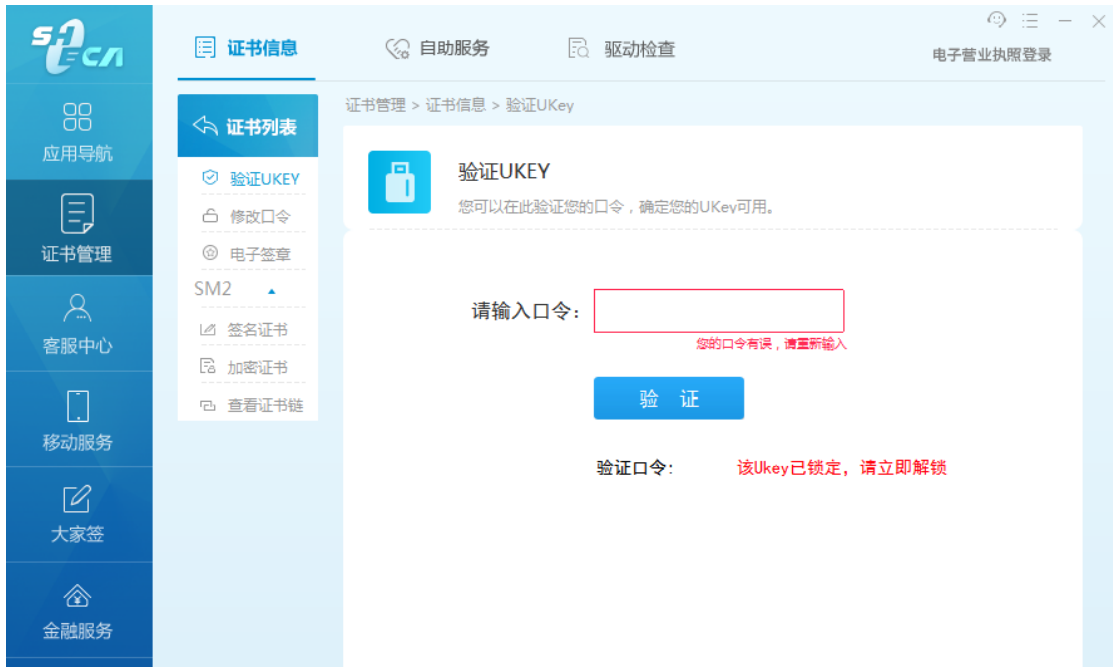 SHECA
证书信息
自助服务
驱动检查
电子营业执照登录
应用导航
证书管理
客服中心
移动服务
大家签
金融服务
证书列表
验证UKEY
修改口令
电子签章
SM2
签名证书
加密证书
查看证书链
证书管理 > 证书信息 > 验证UKey
验证UKEY
您可以在此验证您的口令，确定您的UKey可用。
请输入口令：
您的口令有误，请重新输入
验 证
验证口令： 该Ukey已锁定，请立即解锁